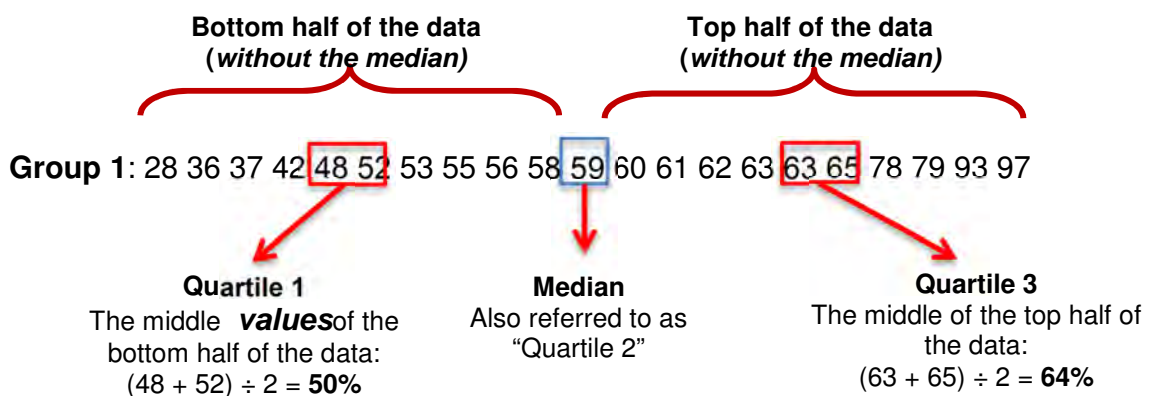 Bottom half of the data
(without the median)
Top half of the data
(without the median)
Group 1: 28 36 37 42 48 52 53 55 56 58 59 60 61 62 63 63 65 78 79 93 97
Quartile 1
The middle values of the
bottom half of the data:
(48 + 52) ÷ 2 = 50%
Median
Also referred to as
“Quartile 2”
Quartile 3
The middle of the top half of
the data:
(63 + 65) ÷ 2 = 64%